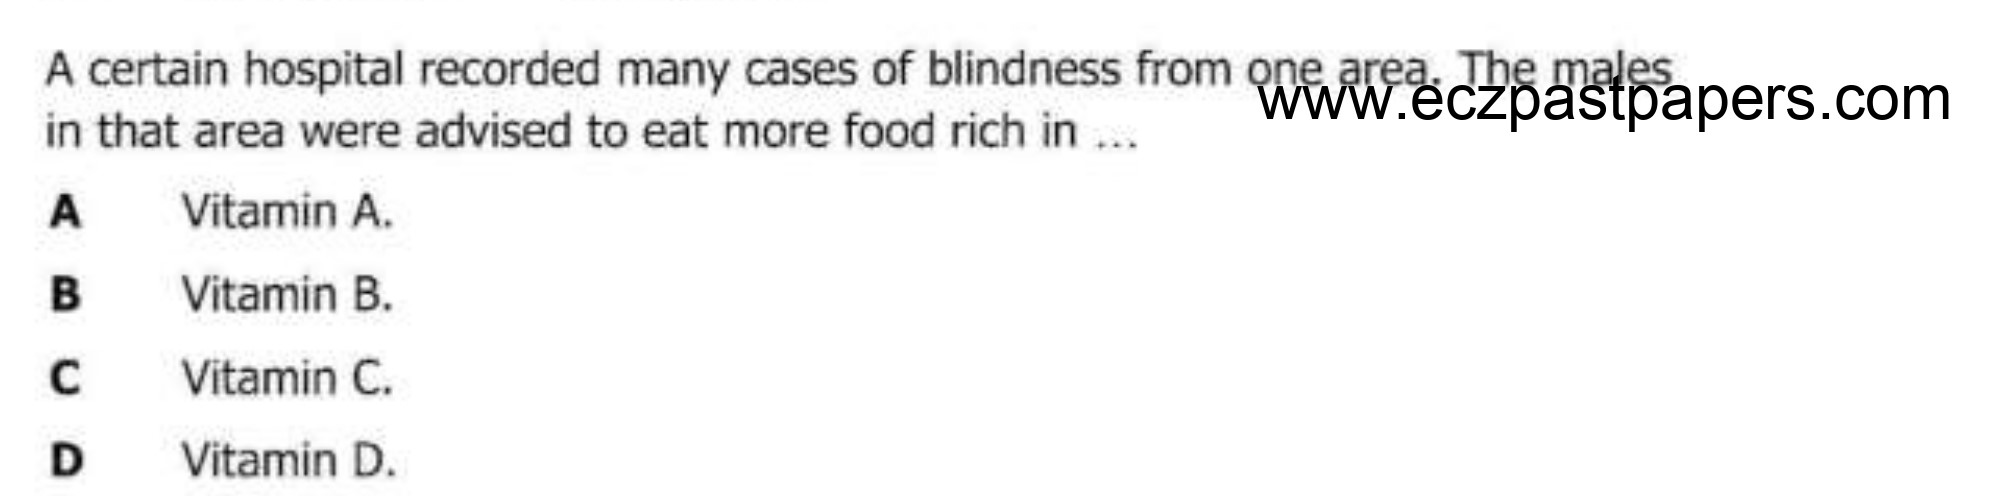 A certain hospital recorded many cases of blindness from one area. The males
www.eczpastpapers.com
in that area were advised to eat more food rich in ...
A Vitamin A.
B Vitamin B.
C Vitamin C.
D Vitamin D.